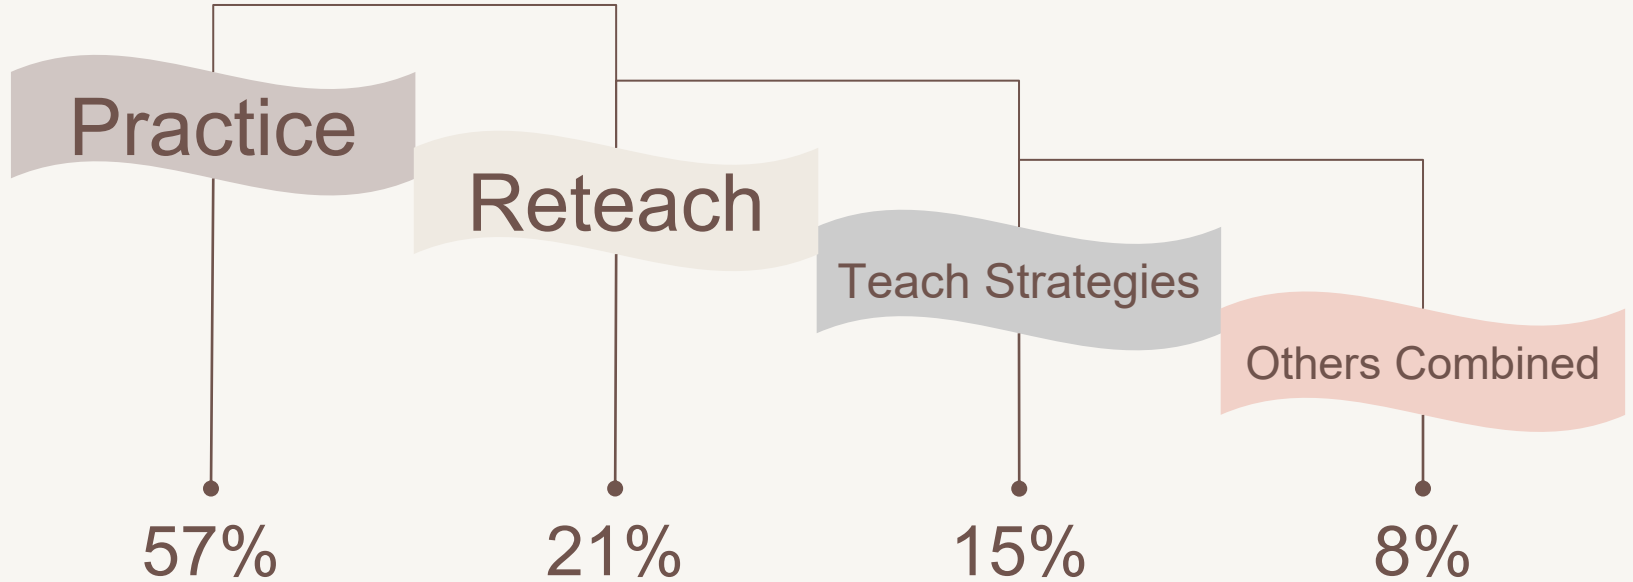 Practice
Reteach
Teach Strategies
Others Combined
57%
21%
15%
8%